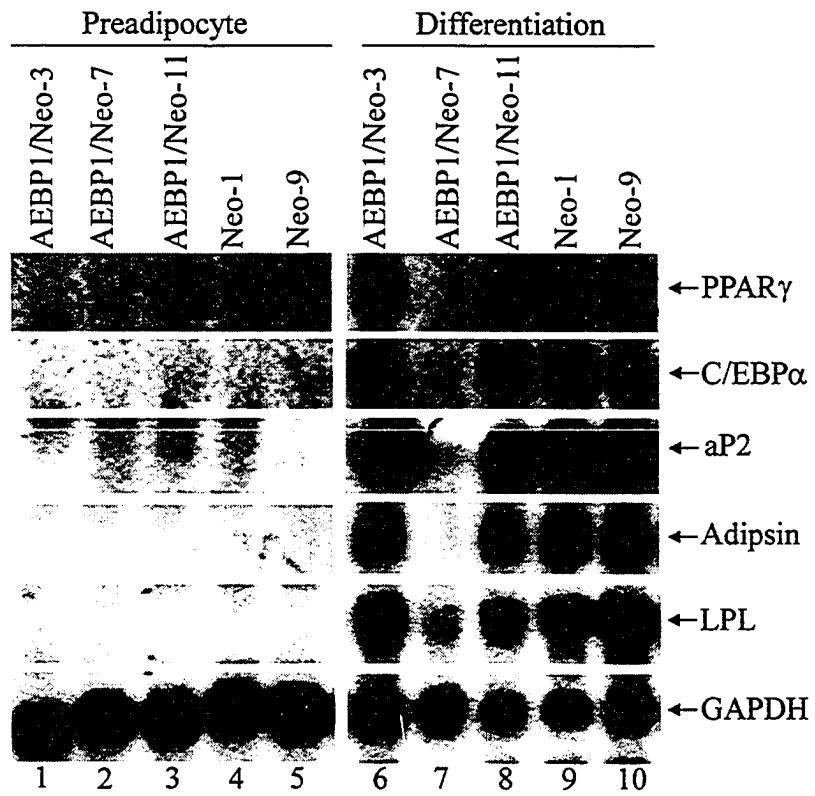 Preadipocyte
Differentiation
AEBP1/Neo-3
AEBP1/Neo-7
AEBP1/Neo-11
Neo-1
Neo-9
AEBP1/Neo-3
AEBP1/Neo-7
AEBP1/Neo-11
Neo-1
Neo-9
←PPARγ
←C/EBPα
←aP2
←Adipsin
←LPL
←GAPDH
1 2 3 4 5 6 7 8 9 10